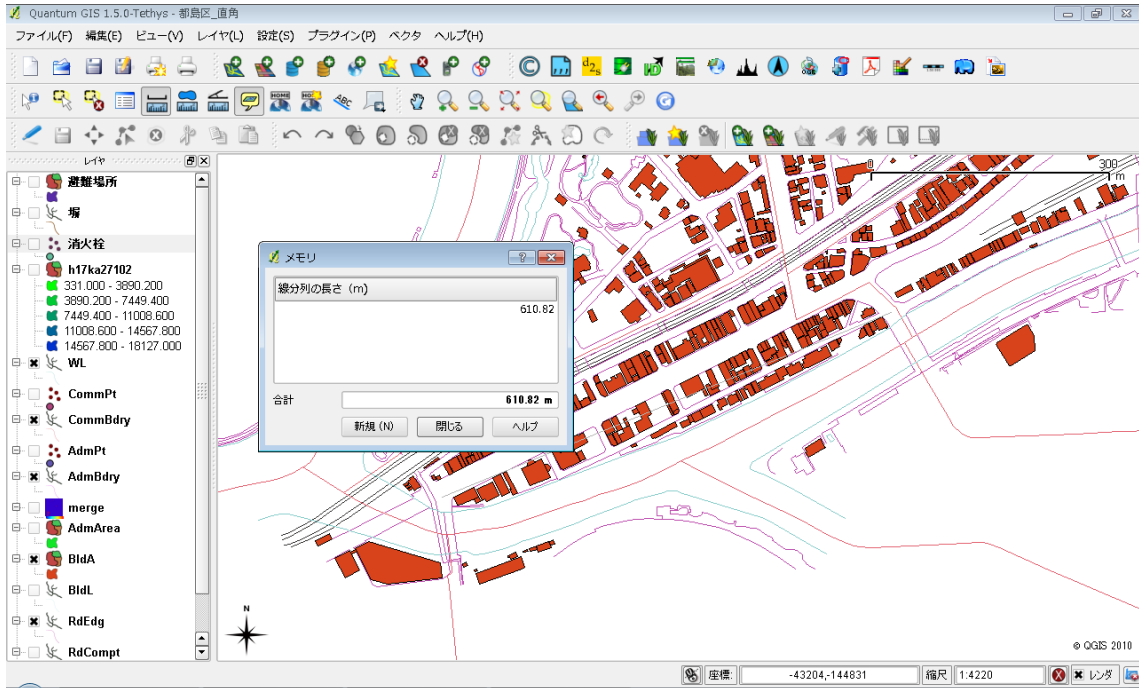 Quantum GIS 1.5.0-Tethys - 都島区_直角
ファイル(F) 編集(E) ビュー(V) レイヤ(L) 設定(S) プラグイン(P) ベクタ ヘルプ(H)
レイヤ
避難場所
塀
消火栓
h17ka27102
331.000 - 3890.200
3890.200 - 7449.400
7449.400 - 11008.600
11008.600 - 14567.800
14567.800 - 18127.000
WL
CommPt
CommBdry
AdmPt
AdmBdry
merge
AdmArea
BldA
BldL
RdEdg
RdCompt
メモリ
線分列の長さ (m)
610.82
合計
610.82 m
新規 (N) 閉じる ヘルプ
0 300
m
N
© QGIS 2010
座標: -43204,-144831 縮尺 1:4220 レンダ